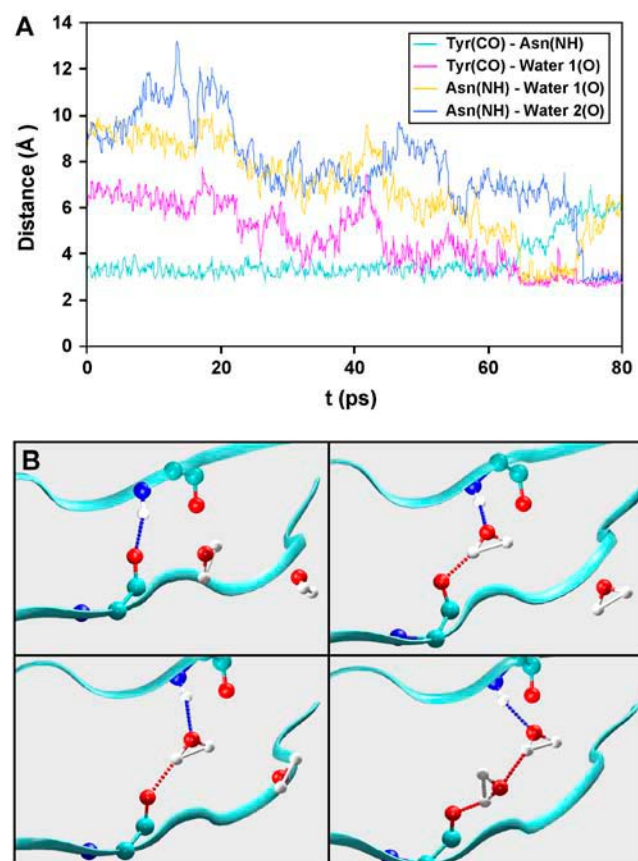 A
14
12
10
8
6
4
2
0
Distance (Å)
Tyr(CO) - Asn(NH)
Tyr(CO) - Water 1(O)
Asn(NH) - Water 1(O)
Asn(NH) - Water 2(O)
0 20 40 60 80
t (ps)
B